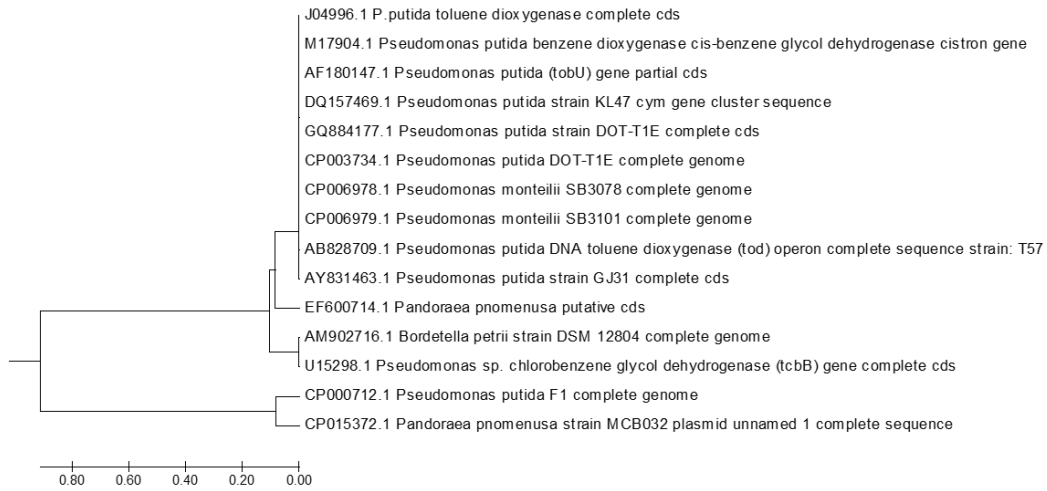 J04996.1 P.putida toluene dioxygenase complete cds
M17904.1 Pseudomonas putida benzene dioxygenase cis-benzene glycol dehydrogenase cistron gene
AF180147.1 Pseudomonas putida (tobU) gene partial cds
DQ157469.1 Pseudomonas putida strain KL47 cym gene cluster sequence
GQ884177.1 Pseudomonas putida strain DOT-T1E complete cds
CP003734.1 Pseudomonas putida DOT-T1E complete genome
CP006978.1 Pseudomonas monteilii SB3078 complete genome
CP006979.1 Pseudomonas monteilii SB3101 complete genome
AB828709.1 Pseudomonas putida DNA toluene dioxygenase (tod) operon complete sequence strain: T57
AY831463.1 Pseudomonas putida strain GJ31 complete cds
EF600714.1 Pandoraea pnomenusa putative cds
AM902716.1 Bordetella petrii strain DSM 12804 complete genome
U15298.1 Pseudomonas sp. chlorobenzene glycol dehydrogenase (tcbB) gene complete cds
CP000712.1 Pseudomonas putida F1 complete genome
CP015372.1 Pandoraea pnomenusa strain MCB032 plasmid unnamed 1 complete sequence
0.80 0.60 0.40 0.20 0.00